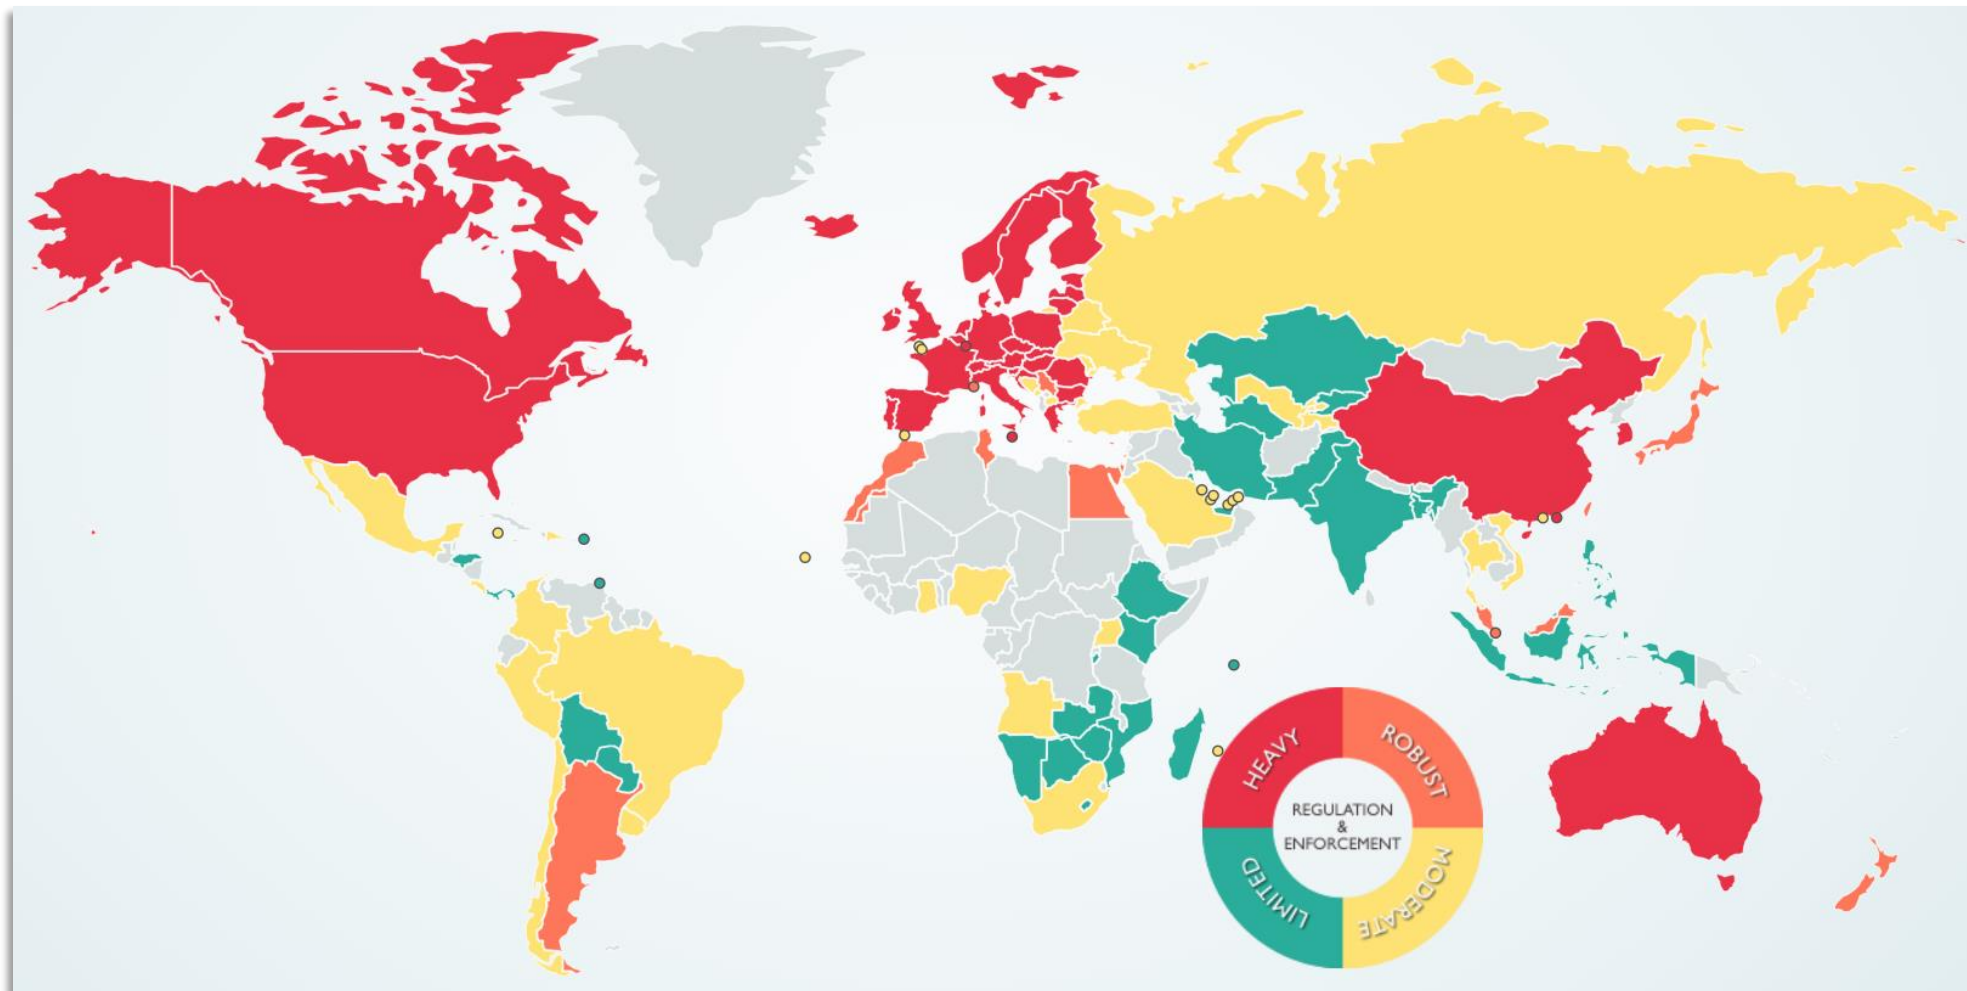 HEAVY
ROBUST
REGULATION
&
ENFORCEMENT
LIMITED
MODERATE